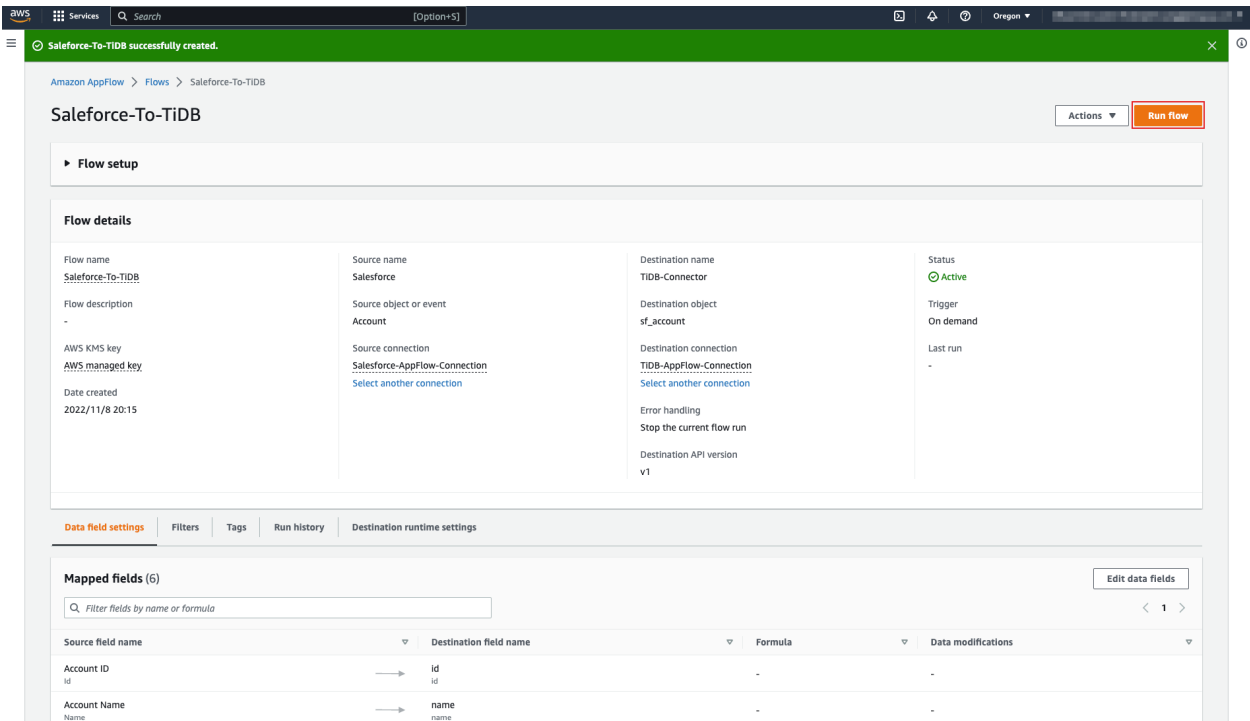 aws
Services
Search
[Option+S]
Oregon ▼
Saleforce-To-TiDB successfully created.
Amazon AppFlow > Flows > Saleforce-To-TiDB
Saleforce-To-TiDB
Actions ▼
Run flow
Flow setup
Flow details
Flow name
Saleforce-To-TiDB
Flow description
-
AWS KMS key
AWS managed key
Date created
2022/11/8 20:15
Source name
Salesforce
Source object or event
Account
Source connection
Salesforce-AppFlow-Connection
Select another connection
Destination name
TiDB-Connector
Destination object
sf_account
Destination connection
TiDB-AppFlow-Connection
Select another connection
Error handling
Stop the current flow run
Destination API version
v1
Status
Active
Trigger
On demand
Last run
-
Data field settings
Filters
Tags
Run history
Destination runtime settings
Mapped fields (6)
Edit data fields
Filter fields by name or formula
< 1 >
Source field name
Destination field name
Formula
Data modifications
Account ID
Id
id
id
-
-
Account Name
Name
name
name
-
-